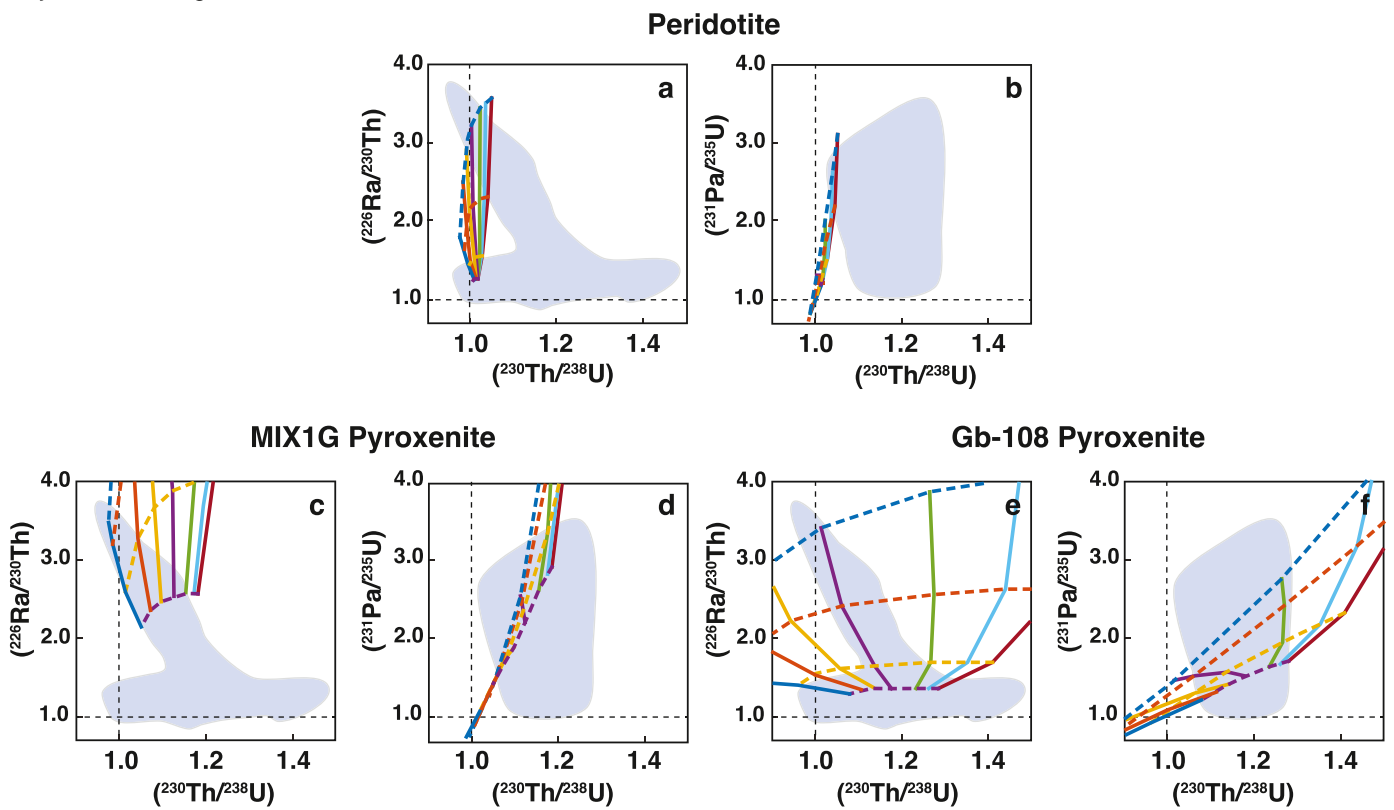 Peridotite
a
4.0
3.0
2.0
1.0
1.0 1.2 1.4
(226Ra/230Th)
(230Th/238U)
b
4.0
3.0
2.0
1.0
1.0 1.2 1.4
(231Pa/235U)
(230Th/238U)
MIX1G Pyroxenite
c
4.0
3.0
2.0
1.0
1.0 1.2 1.4
(226Ra/230Th)
(230Th/238U)
d
4.0
3.0
2.0
1.0
1.0 1.2 1.4
(231Pa/235U)
(230Th/238U)
Gb-108 Pyroxenite
e
4.0
3.0
2.0
1.0
1.0 1.2 1.4
(226Ra/230Th)
(230Th/238U)
f
4.0
3.0
2.0
1.0
1.0 1.2 1.4
(231Pa/235U)
(230Th/238U)